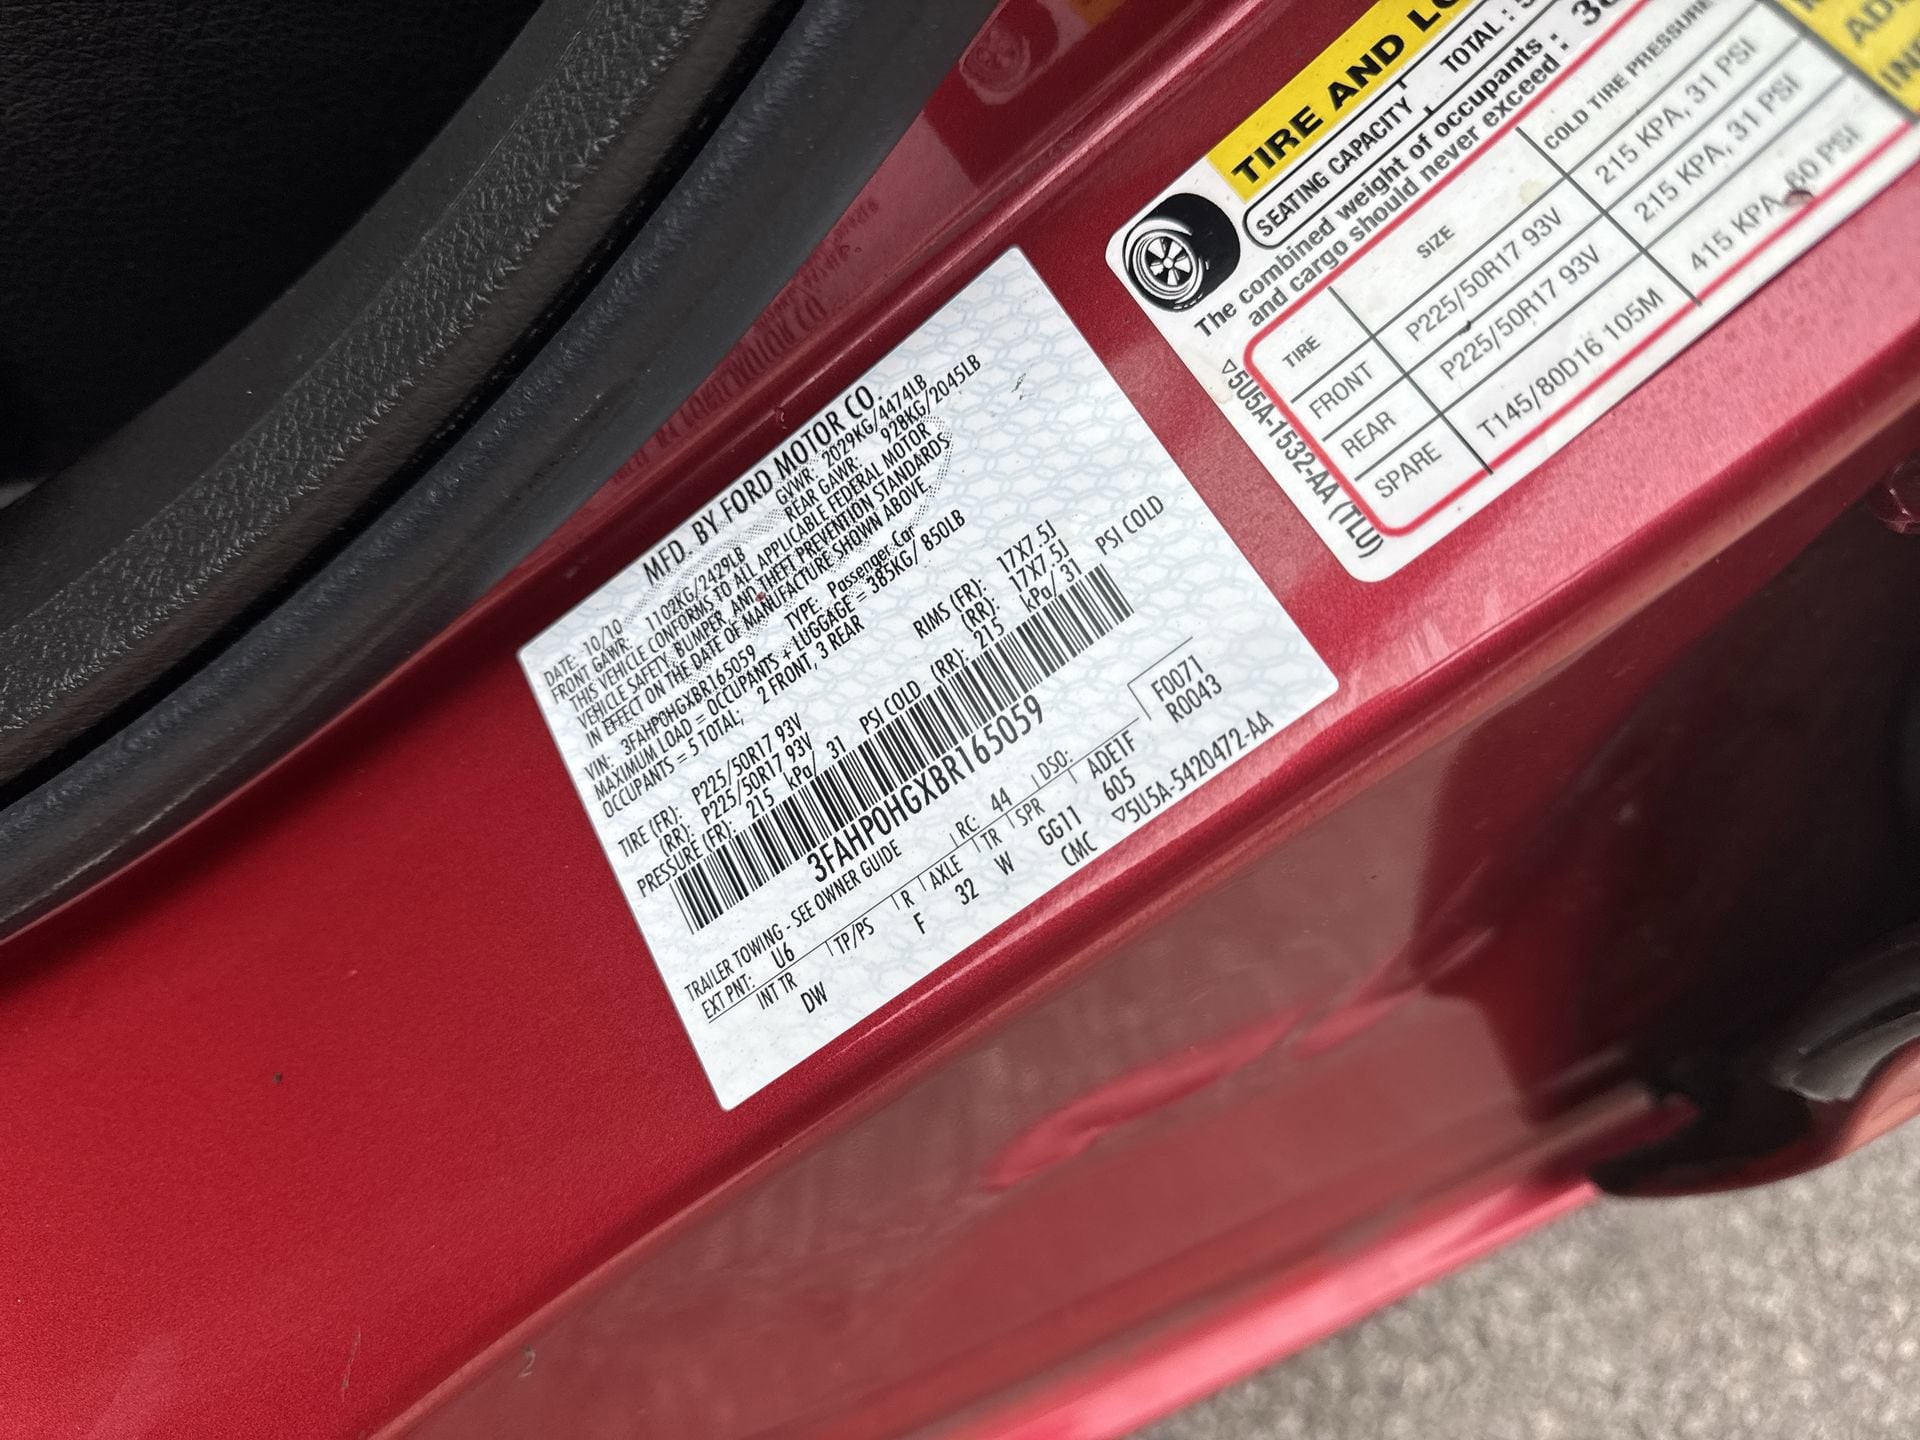 MFD. BY FORD MOTOR CO.
DATE: 10/10 GVWR: 2029KG/4474LB
FRONT GAWR: 1102KG/2429LB REAR GAWR: 928KG/2045LB
THIS VEHICLE CONFORMS TO ALL APPLICABLE FEDERAL MOTOR
VEHICLE SAFETY, BUMPER, AND THEFT PREVENTION STANDARDS
IN EFFECT ON THE DATE OF MANUFACTURE SHOWN ABOVE.
VIN: 3FAHP0HGXBR165059 TYPE: Passenger Car
MAXIMUM LOAD = OCCUPANTS + LUGGAGE = 385KG/ 850LB
OCCUPANTS = 5 TOTAL; 2 FRONT, 3 REAR
TIRE (FR): P225/50R17 93V RIMS (FR): 17X7.5J
(RR): P225/50R17 93V (RR): 17X7.5J
PRESSURE (FR): 215 kPa/ 31 PSI COLD (RR): 215 kPa/ 31 PSI COLD
3FAHP0HGXBR165059
TRAILER TOWING - SEE OWNER GUIDE
EXT PNT: U6 RC: 44 DSO: F0071
INT TR TP/PS R AXLE TR SPR R0043
DW F 32 W GG11 ADE1F
CMC 605
▽5U5A-5420472-AA
TIRE AND
SEATING CAPACITY TOTAL :
The combined weight of occupants :
and cargo should never exceed :
TIRE SIZE COLD TIRE PRESSURE
FRONT P225/50R17 93V 215 KPA, 31 PSI
REAR P225/50R17 93V 215 KPA, 31 PSI
SPARE T145/80D16 105M 415 KPA, 60 PSI
▽5U5A-1532-AA (TLU)